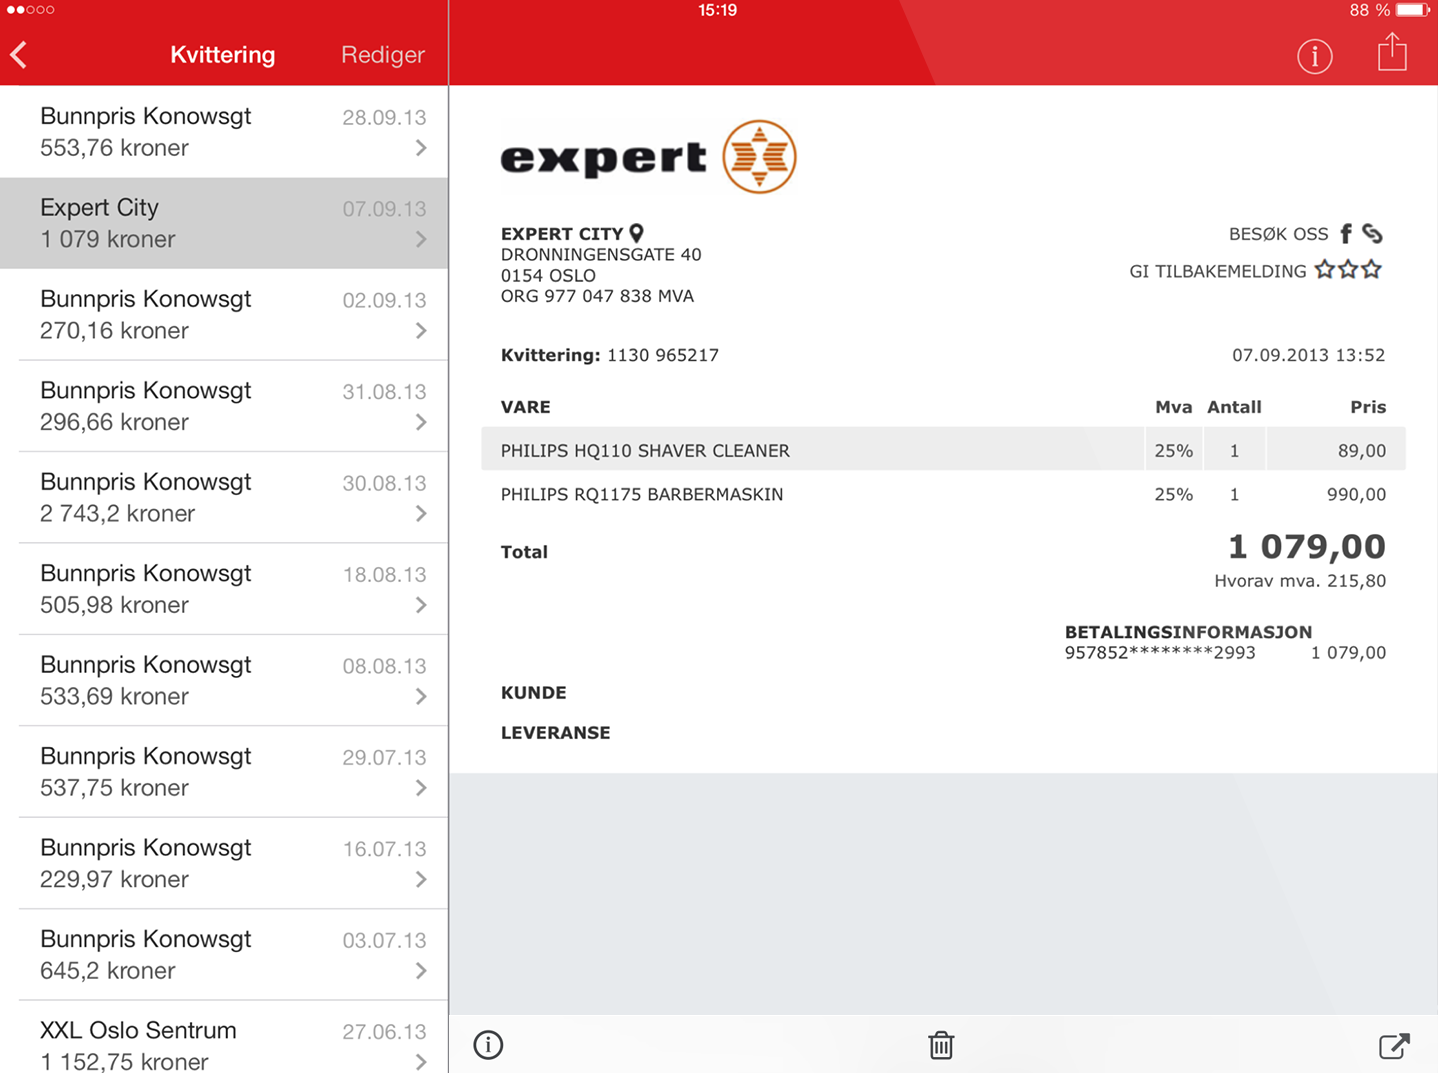 15:19
88 %
Kvittering Rediger
Bunnpris Konowsgt 28.09.13
553,76 kroner
Expert City 07.09.13
1 079 kroner
Bunnpris Konowsgt 02.09.13
270,16 kroner
Bunnpris Konowsgt 31.08.13
296,66 kroner
Bunnpris Konowsgt 30.08.13
2 743,2 kroner
Bunnpris Konowsgt 18.08.13
505,98 kroner
Bunnpris Konowsgt 08.08.13
533,69 kroner
Bunnpris Konowsgt 29.07.13
537,75 kroner
Bunnpris Konowsgt 16.07.13
229,97 kroner
Bunnpris Konowsgt 03.07.13
645,2 kroner
XXL Oslo Sentrum 27.06.13
1 152,75 kroner
expert
EXPERT CITY
DRONNINGENSGATE 40
0154 OSLO
ORG 977 047 838 MVA
BESØK OSS
GI TILBAKEMELDING
Kvittering: 1130 965217 07.09.2013 13:52
VARE Mva Antall Pris
PHILIPS HQ110 SHAVER CLEANER 25% 1 89,00
PHILIPS RQ1175 BARBERMASKIN 25% 1 990,00
Total 1 079,00
Hvorav mva. 215,80
BETALINGSINFORMASJON
957852********2993 1 079,00
KUNDE
LEVERANSE